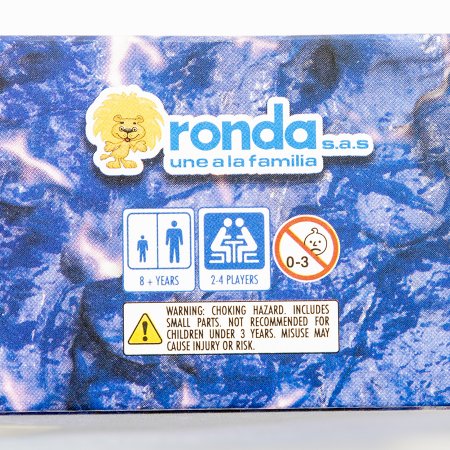 ronda s.a.s
une a la familia
8 + YEARS
2-4 PLAYERS
0-3
WARNING: CHOKING HAZARD. INCLUDES
SMALL PARTS. NOT RECOMMENDED FOR
CHILDREN UNDER 3 YEARS. MISUSE MAY
CAUSE INJURY OR RISK.